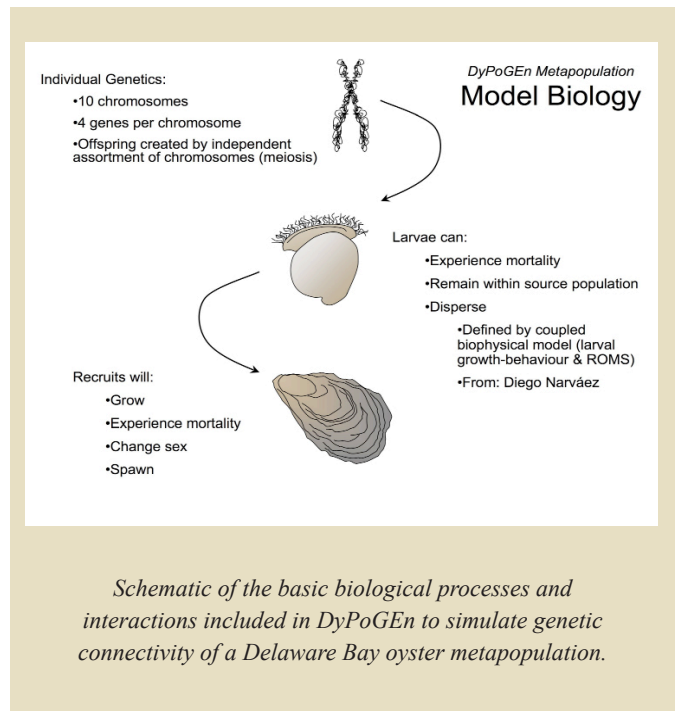 DyPoGEn Metapopulation
Model Biology
Individual Genetics:
•10 chromosomes
•4 genes per chromosome
•Offspring created by independent
assortment of chromosomes (meiosis)
Larvae can:
•Experience mortality
•Remain within source population
•Disperse
•Defined by coupled
biophysical model (larval
growth-behaviour & ROMS)
•From: Diego Narváez
Recruits will:
•Grow
•Experience mortality
•Change sex
•Spawn
Schematic of the basic biological processes and
interactions included in DyPoGEn to simulate genetic
connectivity of a Delaware Bay oyster metapopulation.